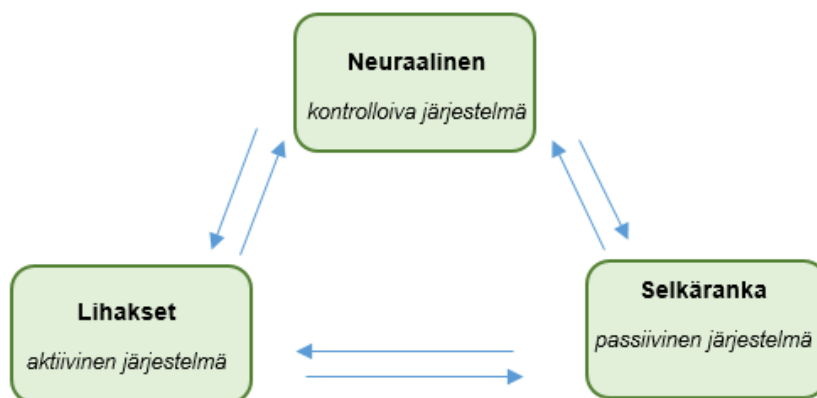 Neuraalinen
kontrolloiva järjestelmä
Lihakset
aktiivinen järjestelmä
Selkäranka
passiivinen järjestelmä